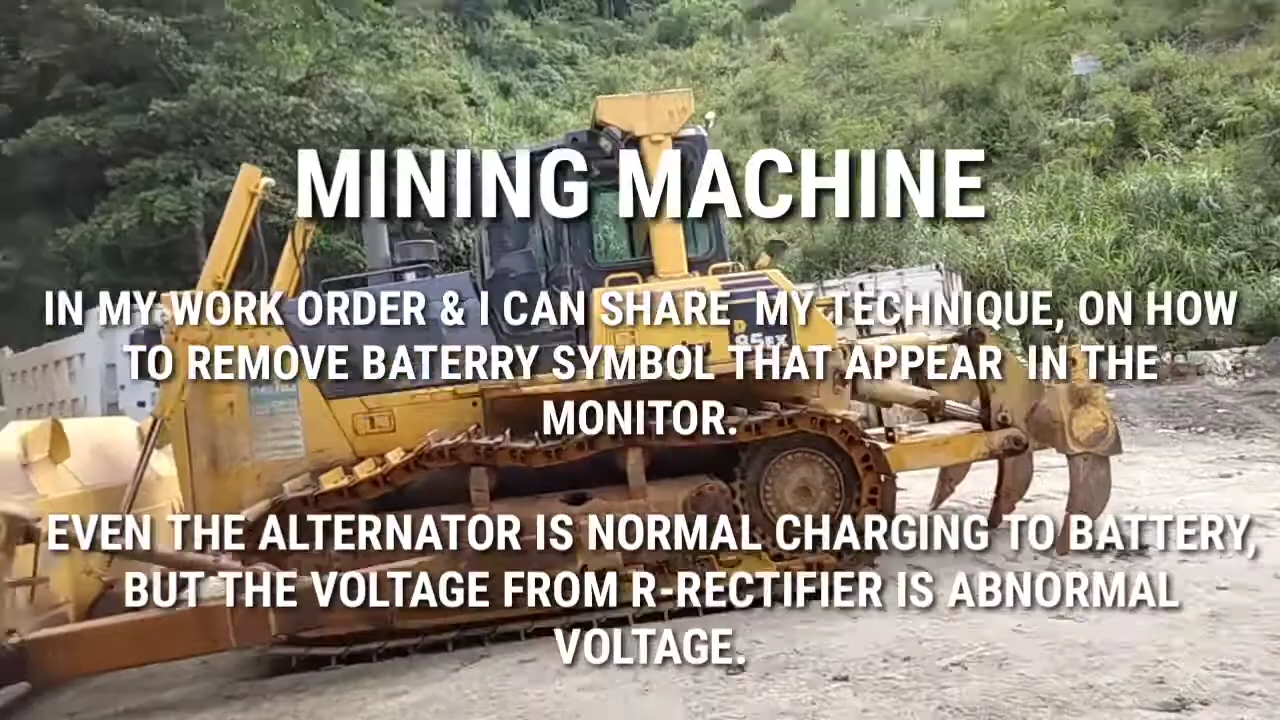 MINING MACHINE
IN MY WORK ORDER & I CAN SHARE MY TECHNIQUE, ON HOW
TO REMOVE BATERRY SYMBOL THAT APPEAR IN THE
MONITOR.
D
85EX
EVEN THE ALTERNATOR IS NORMAL CHARGING TO BATTERY,
BUT THE VOLTAGE FROM R-RECTIFIER IS ABNORMAL
VOLTAGE.